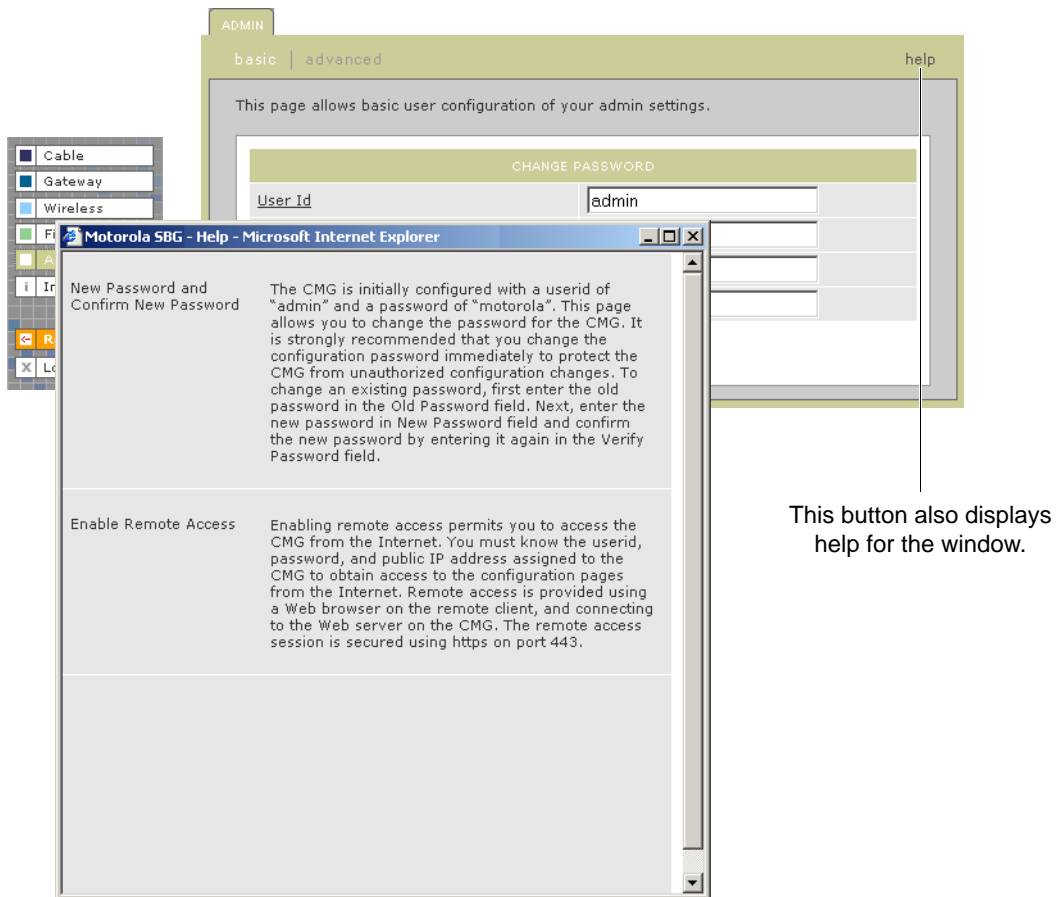 ADMIN
basic | advanced
help
This page allows basic user configuration of your admin settings.
CHANGE PASSWORD
User Id
admin
Cable
Gateway
Wireless
i
X
Motorola SBG - Help - Microsoft Internet Explorer
New Password and
Confirm New Password
The CMG is initially configured with a userid of
“admin” and a password of “motorola”. This page
allows you to change the password for the CMG. It
is strongly recommended that you change the
configuration password immediately to protect the
CMG from unauthorized configuration changes. To
change an existing password, first enter the old
password in the Old Password field. Next, enter the
new password in New Password field and confirm
the new password by entering it again in the Verify
Password field.
Enable Remote Access
Enabling remote access permits you to access the
CMG from the Internet. You must know the userid,
password, and public IP address assigned to the
CMG to obtain access to the configuration pages
from the Internet. Remote access is provided using
a Web browser on the remote client, and connecting
to the Web server on the CMG. The remote access
session is secured using https on port 443.
This button also displays
help for the window.